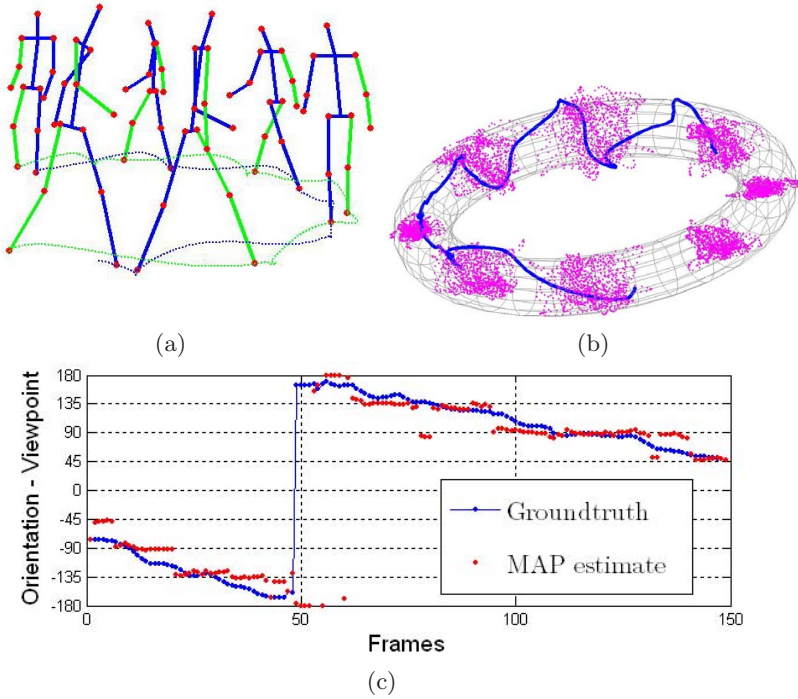 (a)
(b)
Orientation - Viewpoint
180
135
90
45
0
-45
-90
-135
-180
Groundtruth
MAP estimate
0
50
100
150
Frames
(c)